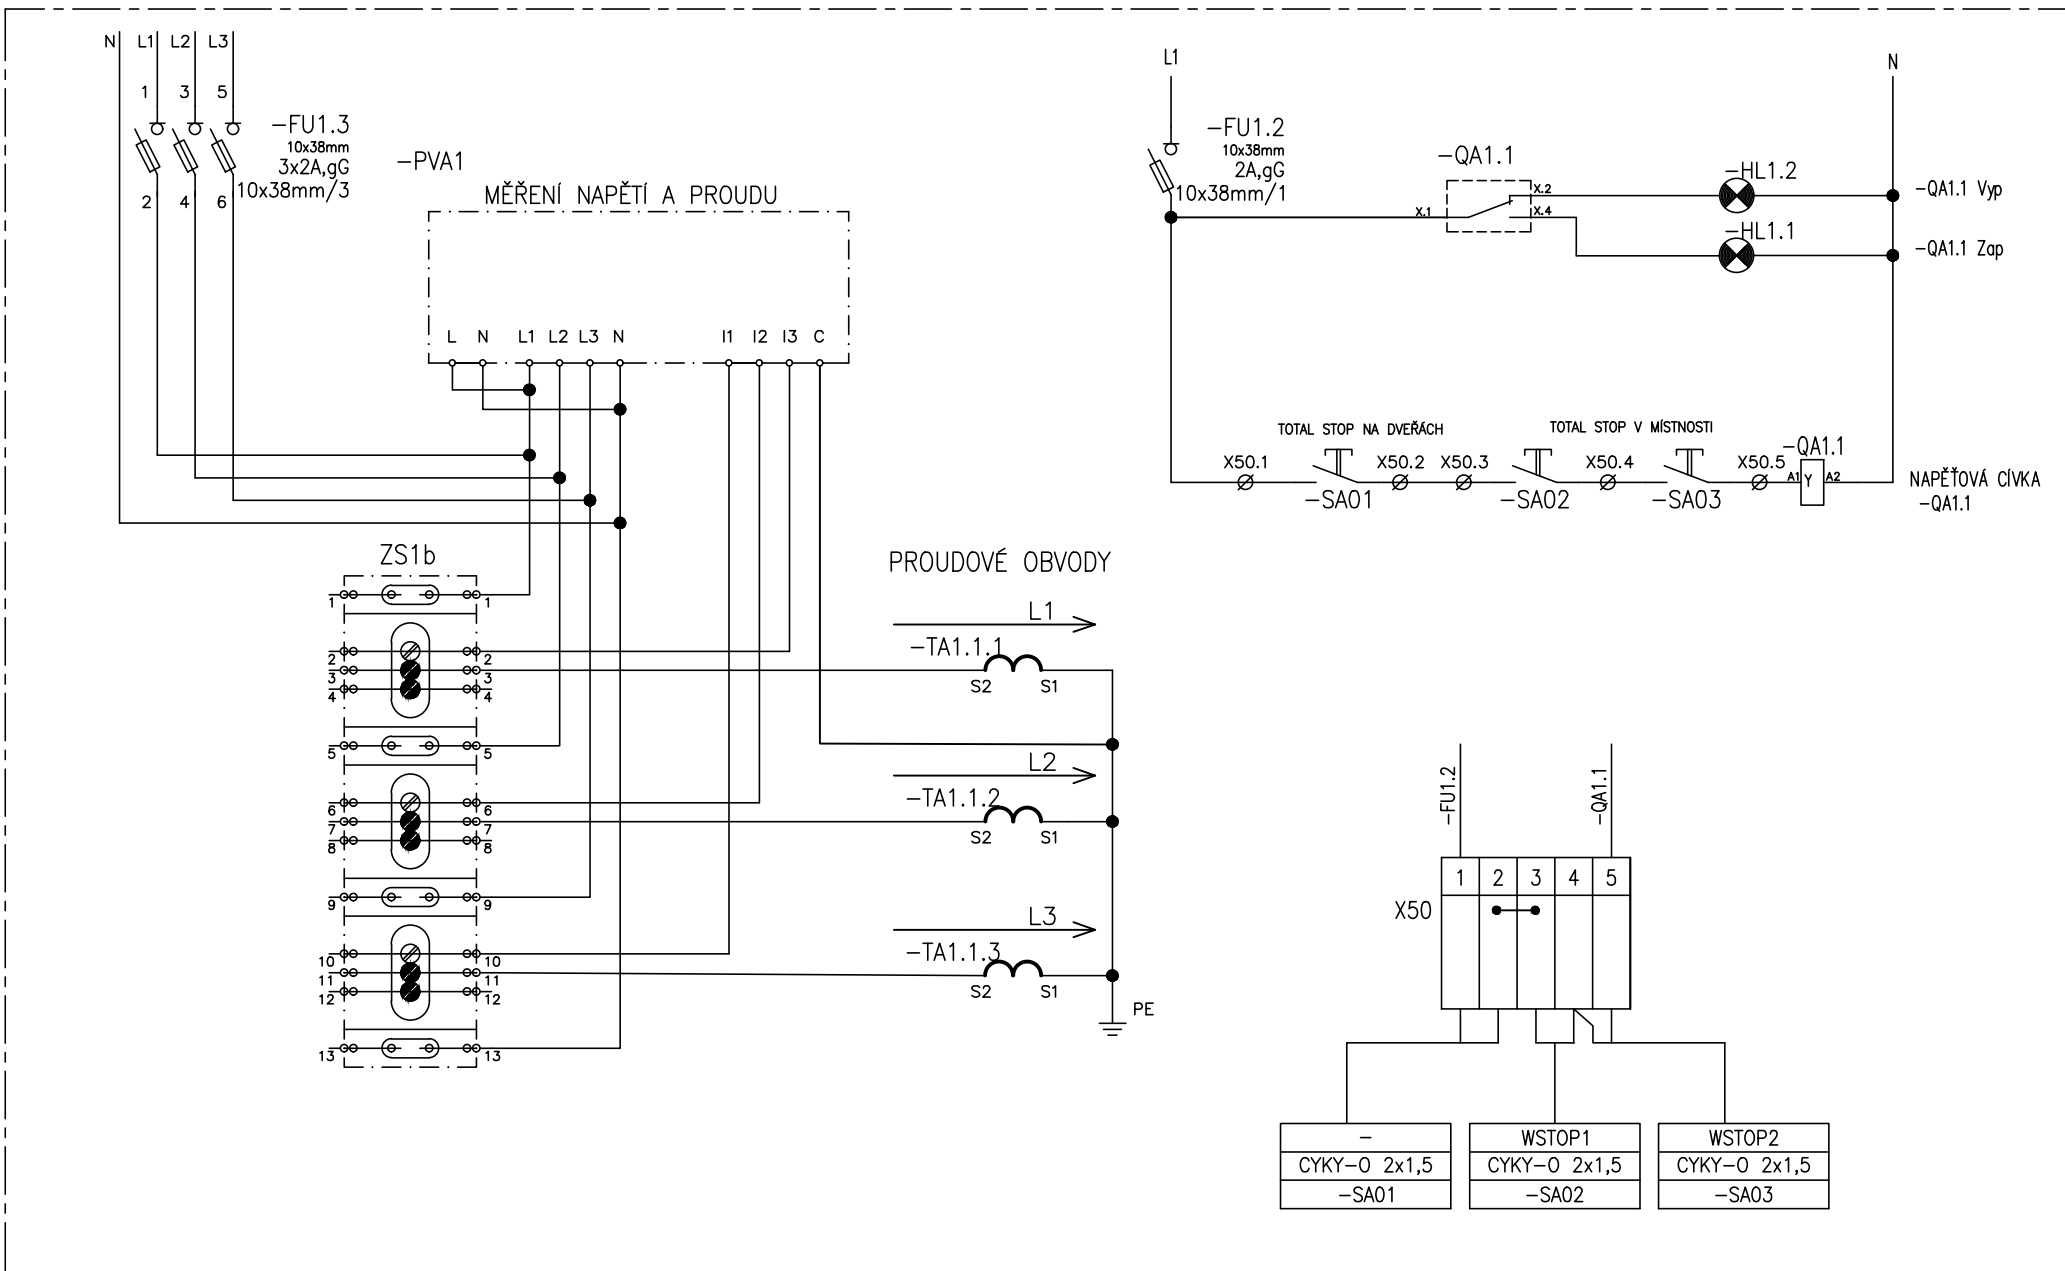 N L1 L2 L3
1 3 5
-FU1.3
10x38mm
3x2A,gG
10x38mm/3
2 4 6
-PVA1
MĚŘENÍ NAPĚTÍ A PROUDU
L N L1 L2 L3 N I1 I2 I3 C
ZS1b
1 1
2 2
3 3
4 4
5 5
6 6
7 7
8 8
9 9
10 10
11 11
12 12
13 13
PROUDOVÉ OBVODY
L1
-TA1.1.1
S2 S1
L2
-TA1.1.2
S2 S1
L3
-TA1.1.3
S2 S1
PE
L1
N
-FU1.2
10x38mm
2A,gG
10x38mm/1
-QA1.1
X.1
X.2
X.4
-HL1.2
-QA1.1 Vyp
-HL1.1
-QA1.1 Zap
TOTAL STOP NA DVEŘÁCH
TOTAL STOP V MÍSTNOSTI
-QA1.1
X50.1 X50.2 X50.3 X50.4 X50.5
A1 Y A2
-SA01 -SA02 -SA03
NAPĚŤOVÁ CÍVKA
-QA1.1
-FU1.2
-QA1.1
1 2 3 4 5
X50
- WSTOP1 WSTOP2
CYKY-O 2x1,5 CYKY-O 2x1,5 CYKY-O 2x1,5
-SA01 -SA02 -SA03